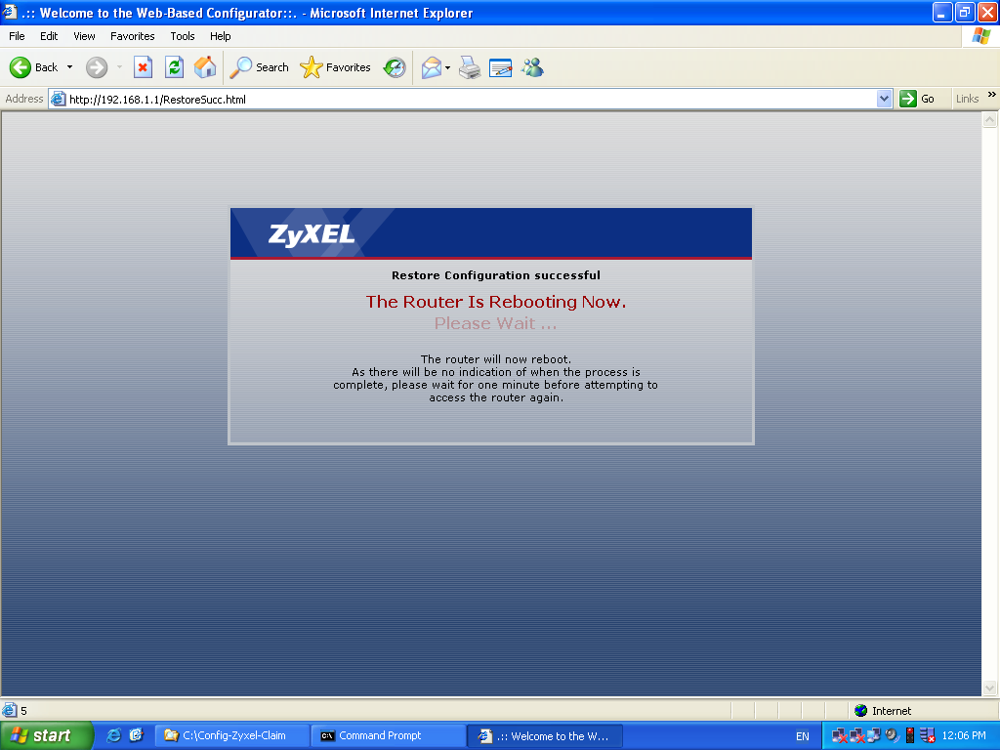 .:: Welcome to the Web-Based Configurator::. - Microsoft Internet Explorer
File Edit View Favorites Tools Help
Back Search Favorites
Address http://192.168.1.1/RestoreSucc.html Go Links »
ZyXEL
Restore Configuration successful
The Router Is Rebooting Now.
Please Wait ...
The router will now reboot.
As there will be no indication of when the process is
complete, please wait for one minute before attempting to
access the router again.
5 Internet
start C:\Config-Zyxel-Claim Command Prompt .:: Welcome to the W... EN 12:06 PM